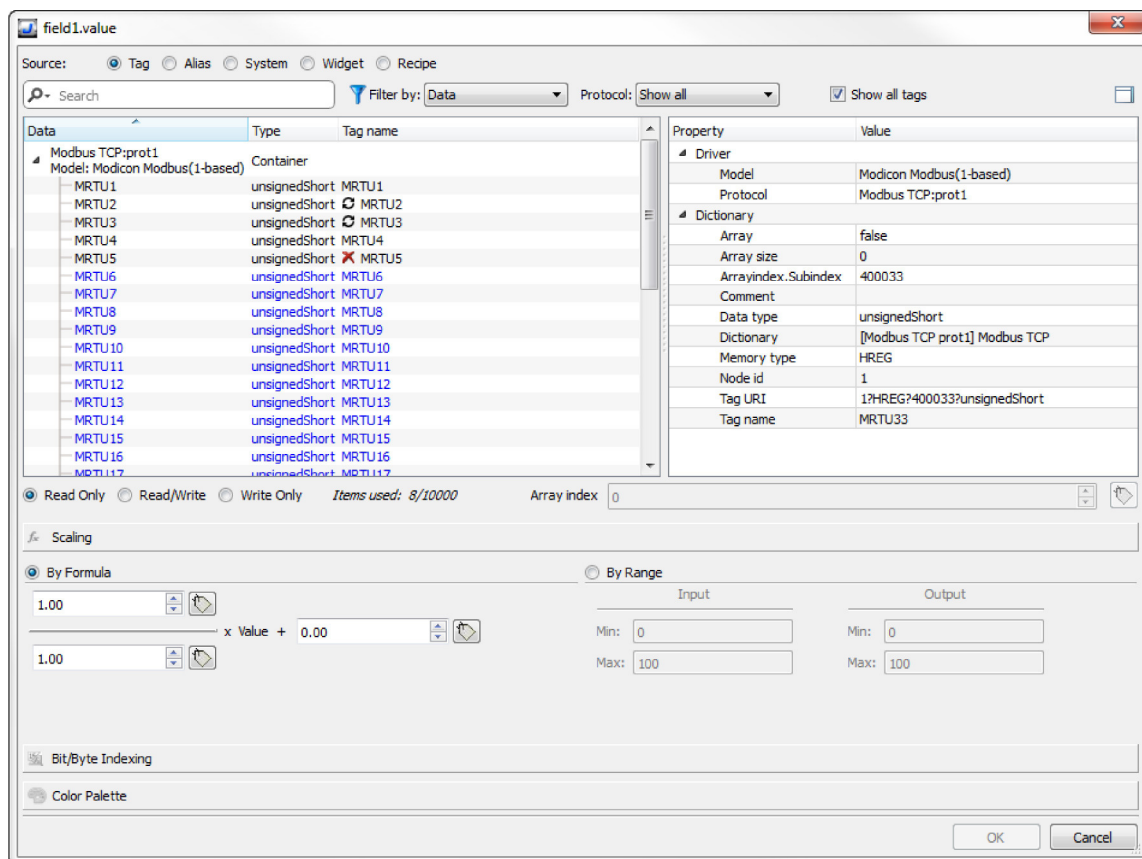 field1.value
Source: Tag Alias System Widget Recipe
Search Filter by: Data Protocol: Show all Show all tags
Data Type Tag name
Modbus TCP:prot1
Model: Modicon Modbus(1-based) Container
MRTU1 unsignedShort MRTU1
MRTU2 unsignedShort MRTU2
MRTU3 unsignedShort MRTU3
MRTU4 unsignedShort MRTU4
MRTU5 unsignedShort MRTU5
MRTU6 unsignedShort MRTU6
MRTU7 unsignedShort MRTU7
MRTU8 unsignedShort MRTU8
MRTU9 unsignedShort MRTU9
MRTU10 unsignedShort MRTU10
MRTU11 unsignedShort MRTU11
MRTU12 unsignedShort MRTU12
MRTU13 unsignedShort MRTU13
MRTU14 unsignedShort MRTU14
MRTU15 unsignedShort MRTU15
MRTU16 unsignedShort MRTU16
MRTU17 unsignedShort MRTU17
Property Value
Driver
Model Modicon Modbus(1-based)
Protocol Modbus TCP:prot1
Dictionary
Array false
Array size 0
Arrayindex.Subindex 400033
Comment
Data type unsignedShort
Dictionary [Modbus TCP prot1] Modbus TCP
Memory type HREG
Node id 1
Tag URI 1?HREG?400033?unsignedShort
Tag name MRTU33
Read Only Read/Write Write Only Items used: 8/10000 Array index 0
fx Scaling
By Formula
1.00
x Value + 0.00
1.00
By Range
Input Output
Min: 0 Min: 0
Max: 100 Max: 100
Bit/Byte Indexing
Color Palette
OK Cancel